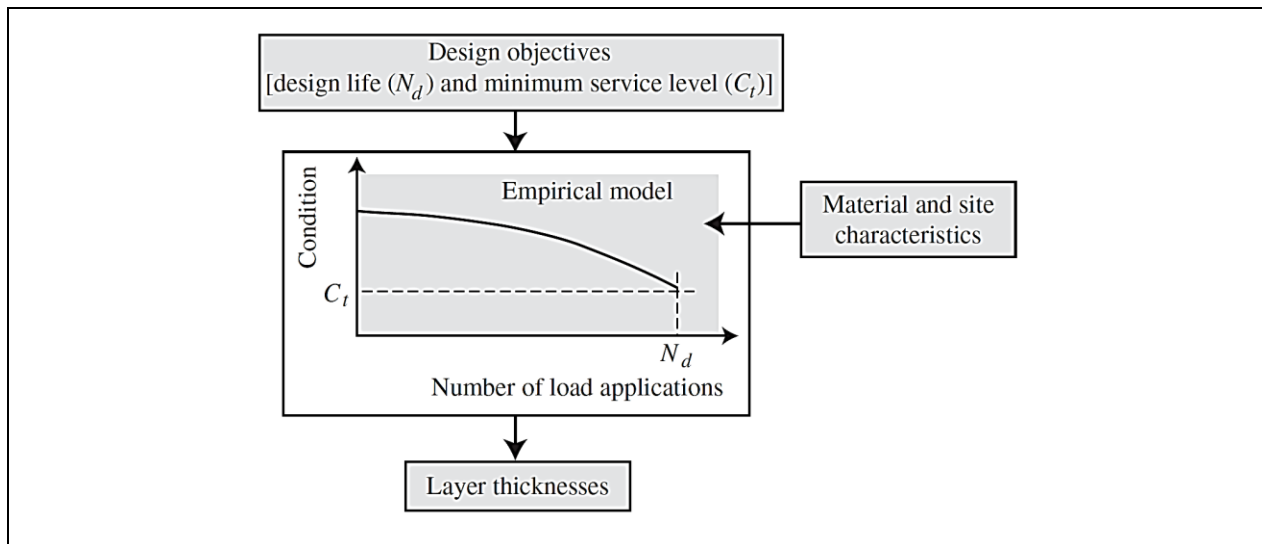 Design objectives
[design life (N_d) and minimum service level (C_t)]
Condition
Empirical model
C_t
N_d
Number of load applications
Material and site
characteristics
Layer thicknesses